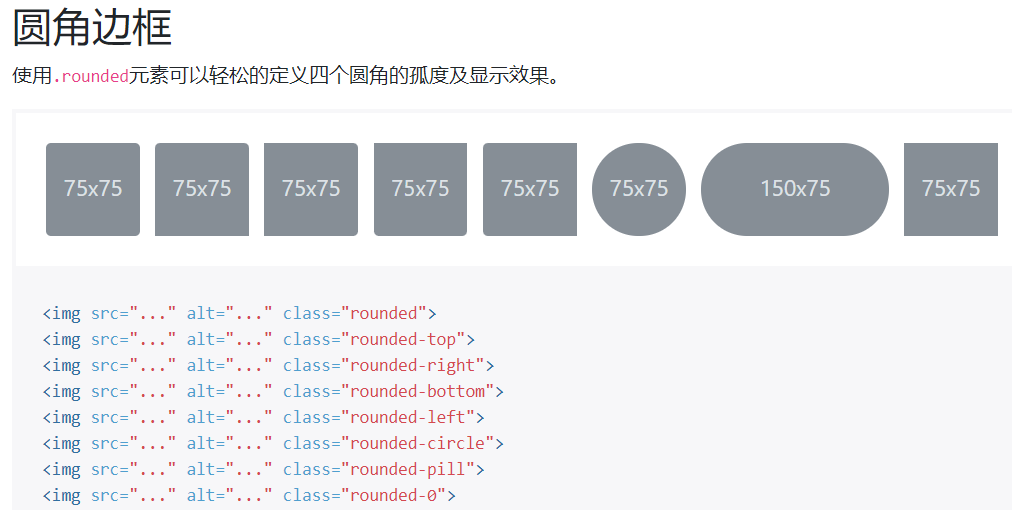 圆角边框
使用.rounded元素可以轻松的定义四个圆角的孤度及显示效果。
75x75 75x75 75x75 75x75 75x75 75x75 150x75 75x75
<img src="..." alt="..." class="rounded">
<img src="..." alt="..." class="rounded-top">
<img src="..." alt="..." class="rounded-right">
<img src="..." alt="..." class="rounded-bottom">
<img src="..." alt="..." class="rounded-left">
<img src="..." alt="..." class="rounded-circle">
<img src="..." alt="..." class="rounded-pill">
<img src="..." alt="..." class="rounded-0">